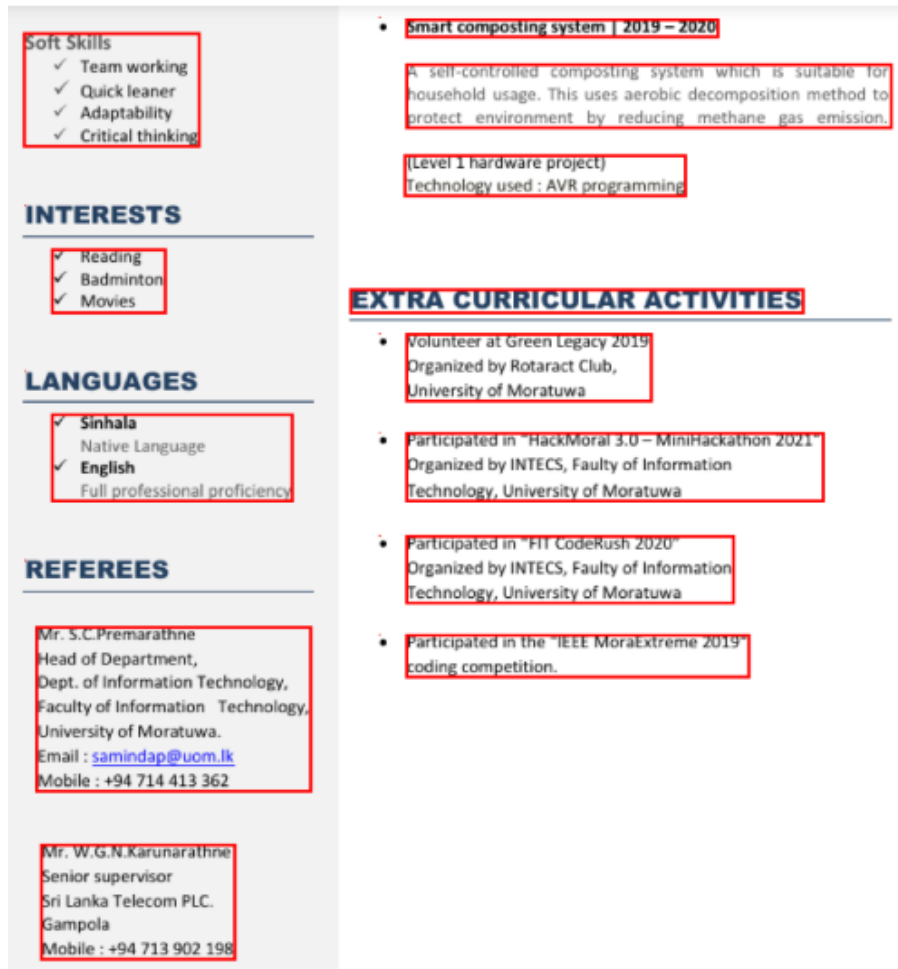 Soft Skills
✓ Team working
✓ Quick leaner
✓ Adaptability
✓ Critical thinking
INTERESTS
✓ Reading
✓ Badminton
✓ Movies
LANGUAGES
✓ Sinhala
Native Language
✓ English
Full professional proficiency
REFEREES
Mr. S.C.Premarathne
Head of Department,
Dept. of Information Technology,
Faculty of Information Technology,
University of Moratuwa.
Email : samindap@uom.lk
Mobile : +94 714 413 362
Mr. W.G.N.Karunarathne
Senior supervisor
Sri Lanka Telecom PLC.
Gampola
Mobile : +94 713 902 198
• Smart composting system | 2019 – 2020
A self-controlled composting system which is suitable for
household usage. This uses aerobic decomposition method to
protect environment by reducing methane gas emission.
(Level 1 hardware project)
Technology used : AVR programming
EXTRA CURRICULAR ACTIVITIES
• Volunteer at Green Legacy 2019
Organized by Rotaract Club,
University of Moratuwa
• Participated in "HackMoral 3.0 – MiniHackathon 2021"
Organized by INTECS, Faulty of Information
Technology, University of Moratuwa
• Participated in "FIT CodeRush 2020"
Organized by INTECS, Faulty of Information
Technology, University of Moratuwa
• Participated in the "IEEE MoraExtreme 2019"
coding competition.